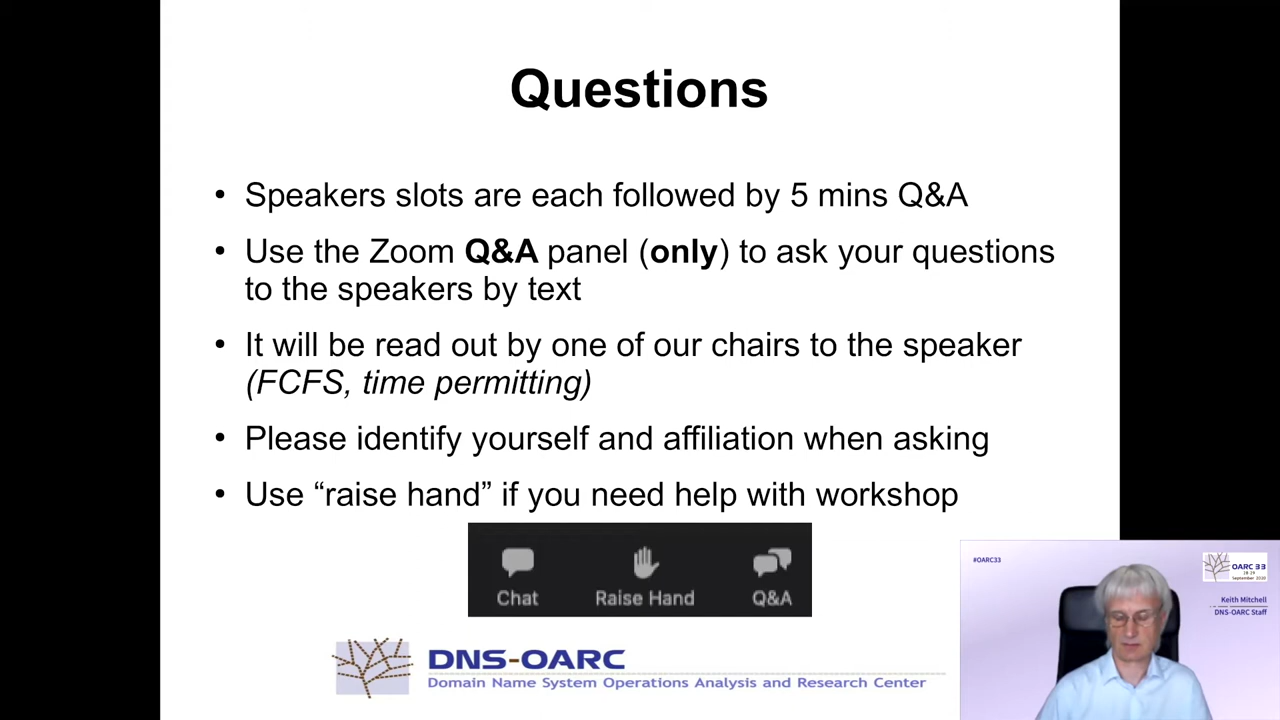 Questions
• Speakers slots are each followed by 5 mins Q&A
• Use the Zoom Q&A panel (only) to ask your questions
to the speakers by text
• It will be read out by one of our chairs to the speaker
(FCFS, time permitting)
• Please identify yourself and affiliation when asking
• Use “raise hand” if you need help with workshop
Chat
Raise Hand
Q&A
DNS-OARC
Domain Name System Operations Analysis and Research Center
#OARC33
OARC 33
28-29
September 2020
Keith Mitchell
DNS-OARC Staff